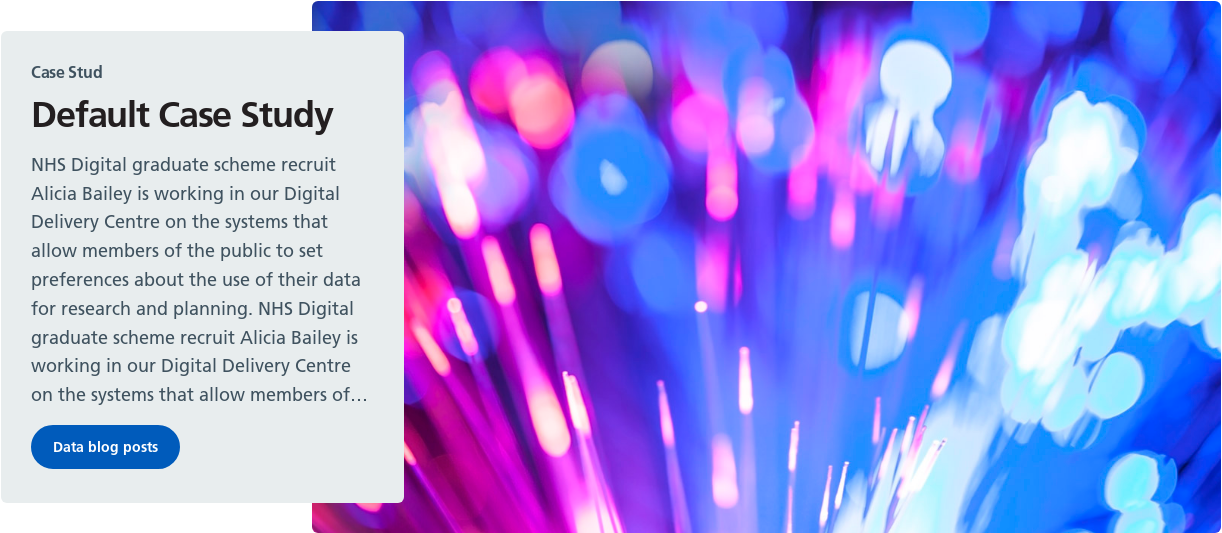 Case Stud
Default Case Study
NHS Digital graduate scheme recruit
Alicia Bailey is working in our Digital
Delivery Centre on the systems that
allow members of the public to set
preferences about the use of their data
for research and planning. NHS Digital
graduate scheme recruit Alicia Bailey is
working in our Digital Delivery Centre
on the systems that allow members of…
Data blog posts